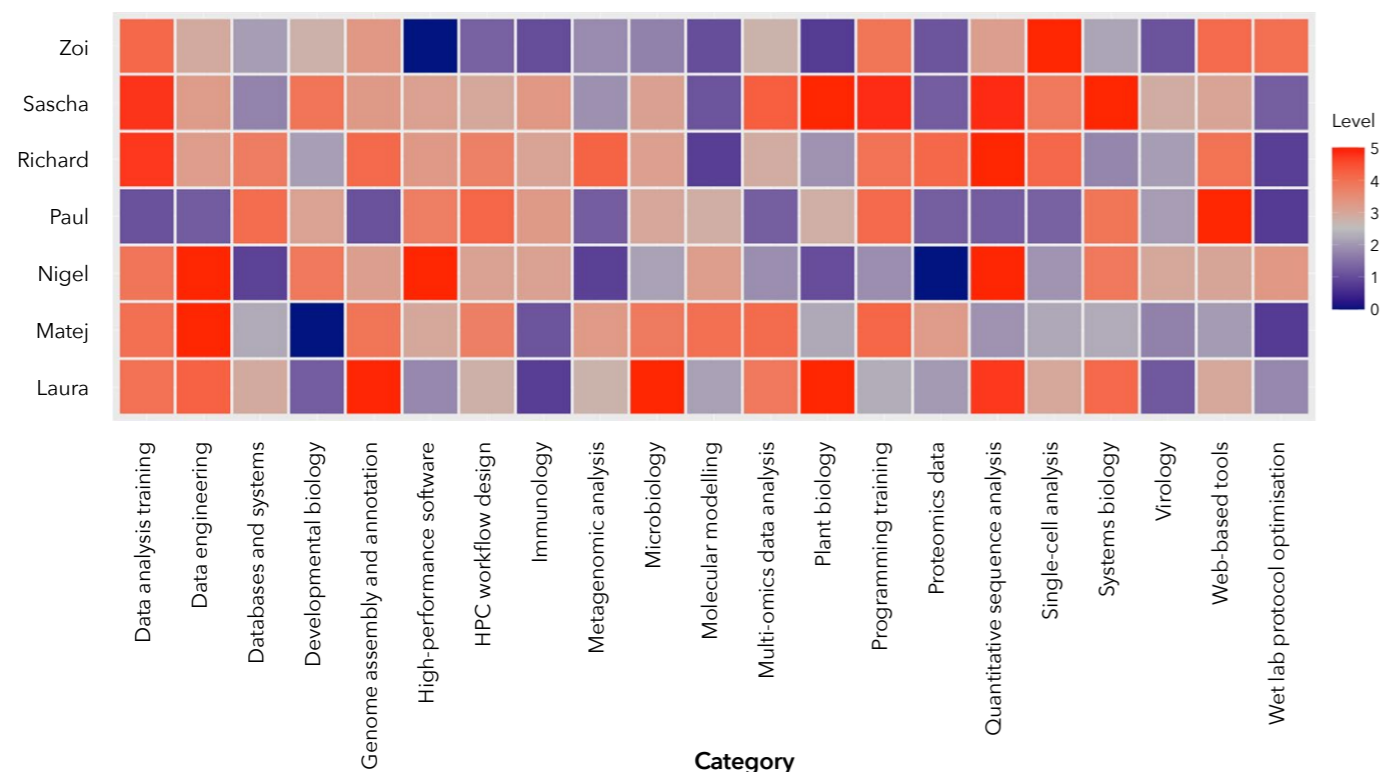 Zoi
Sascha
Richard
Paul
Nigel
Matej
Laura
Level
5
4
3
2
1
0
Data analysis training
Data engineering
Databases and systems
Developmental biology
Genome assembly and annotation
High-performance software
HPC workflow design
Immunology
Metagenomic analysis
Microbiology
Molecular modelling
Multi-omics data analysis
Plant biology
Programming training
Proteomics data
Quantitative sequence analysis
Single-cell analysis
Systems biology
Virology
Web-based tools
Wet lab protocol optimisation
Category